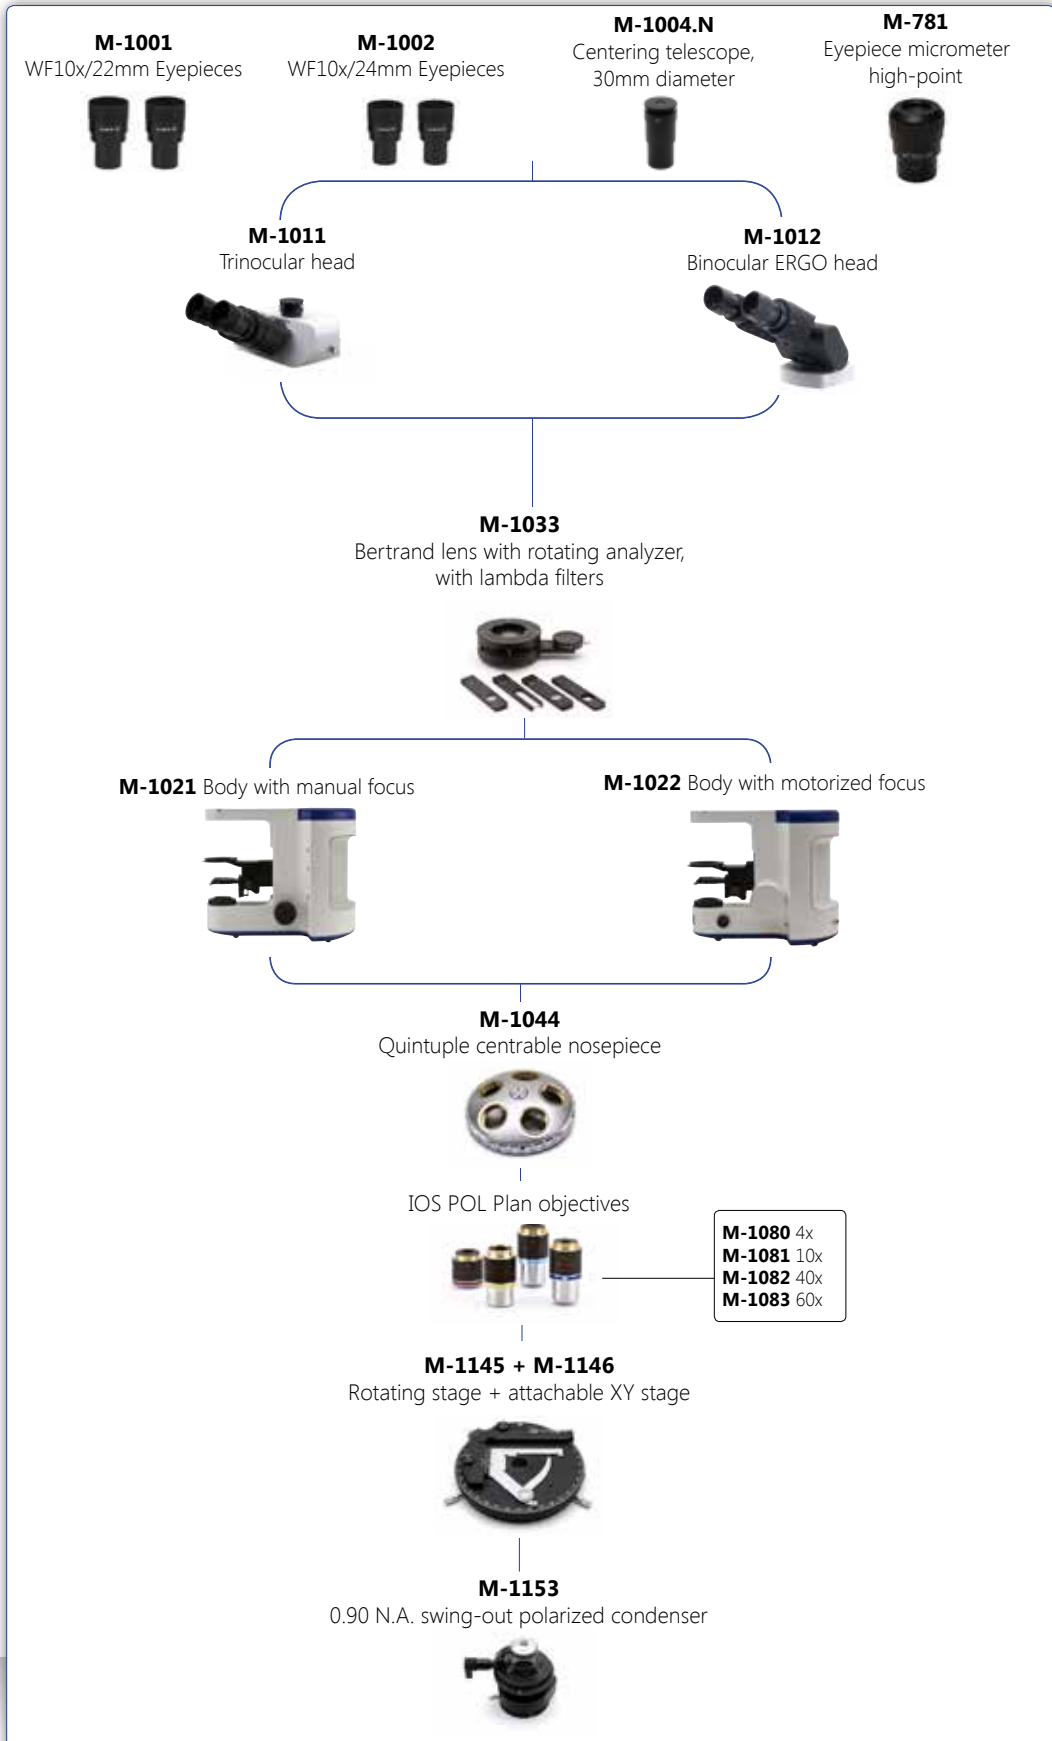 M-1001
WF10x/22mm Eyepieces
M-1002
WF10x/24mm Eyepieces
M-1004.N
Centering telescope,
30mm diameter
M-781
Eyepiece micrometer
high-point
M-1011
Trinocular head
M-1012
Binocular ERGO head
M-1033
Bertrand lens with rotating analyzer,
with lambda filters
M-1021 Body with manual focus
M-1022 Body with motorized focus
M-1044
Quintuple centrable nosepiece
IOS POL Plan objectives
M-1080 4x
M-1081 10x
M-1082 40x
M-1083 60x
M-1145 + M-1146
Rotating stage + attachable XY stage
M-1153
0.90 N.A. swing-out polarized condenser